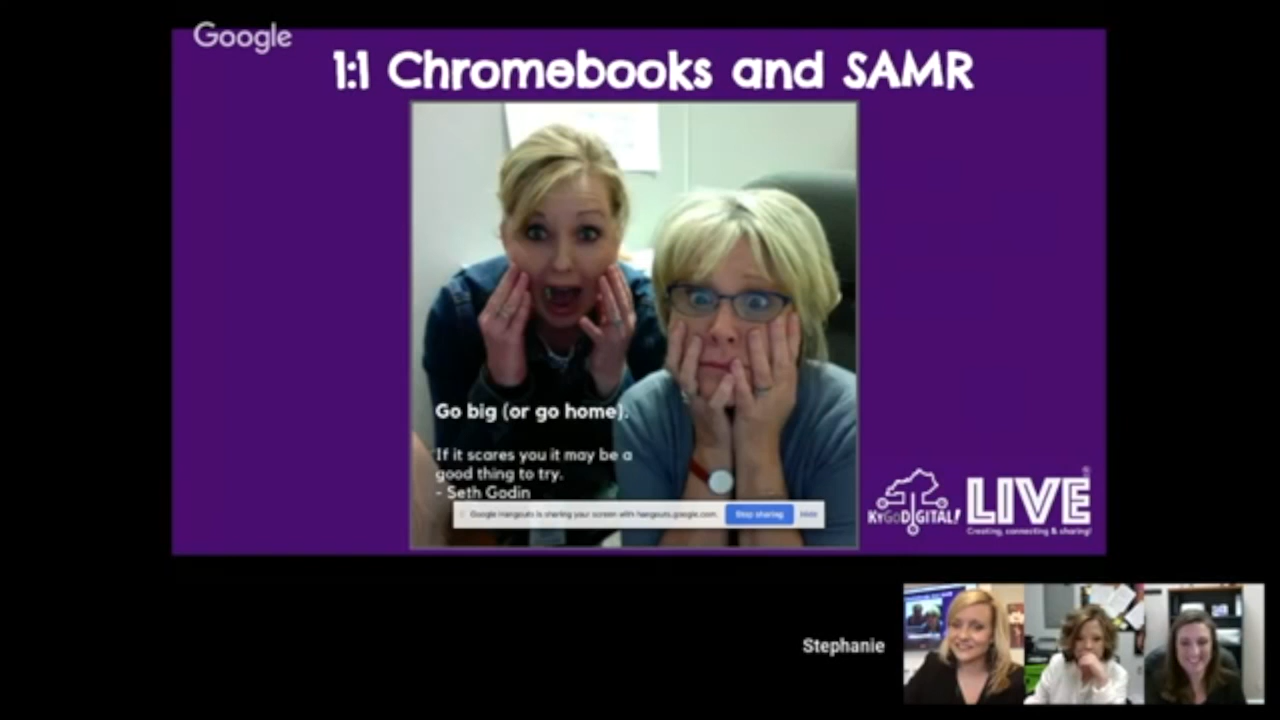 Google
1:1 Chromebooks and SAMR
Go big (or go home).
If it scares you it may be a
good thing to try.
- Seth Godin
Google Hangouts is sharing your screen with hangouts.google.com.
Stop sharing
Hide
KYGODIGITAL!
LIVE
Creating, connecting & sharing!
Stephanie